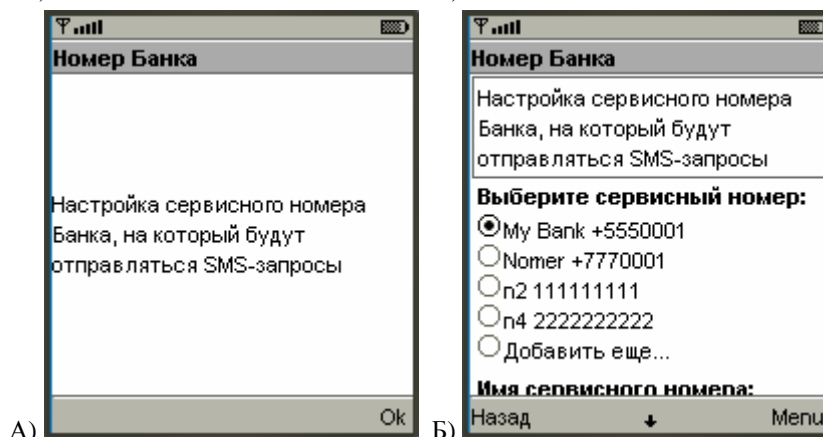 Номер Банка
Настройка сервисного номера
Банка, на который будут
отправляться SMS-запросы
Ok
А)
Номер Банка
Настройка сервисного номера
Банка, на который будут
отправляться SMS-запросы
Выберите сервисный номер:
My Bank +5550001
Nomer +7770001
n2 111111111
n4 2222222222
Добавить еще...
Имя сервисного номера:
Назад Menu
Б)